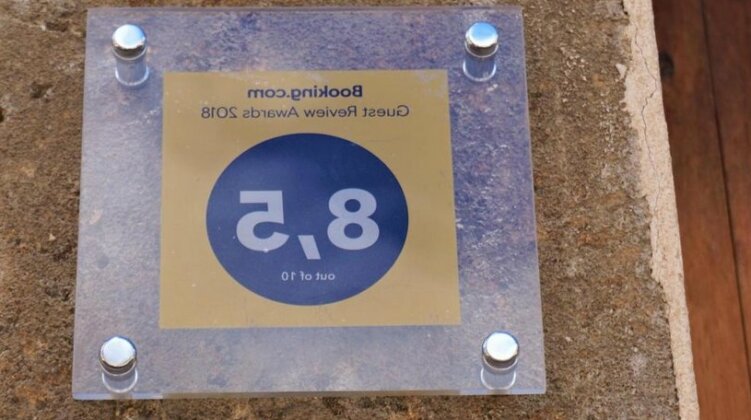 Booking.com
Guest Review Awards 2018
8,5
out of 10